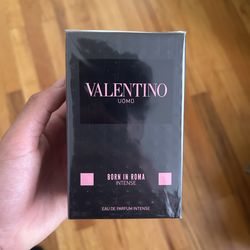 VALENTINO
UOMO
BORN IN ROMA
INTENSE
EAU DE PARFUM INTENSE